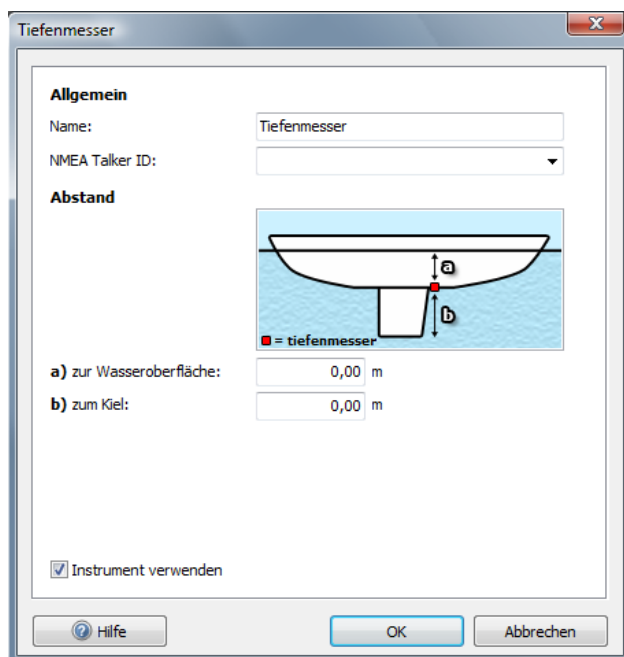 Tiefenmesser
Allgemein
Name: Tiefenmesser
NMEA Talker ID:
Abstand
a
b
= tiefenmesser
a) zur Wasseroberfläche: 0,00 m
b) zum Kiel: 0,00 m
Instrument verwenden
Hilfe OK Abbrechen